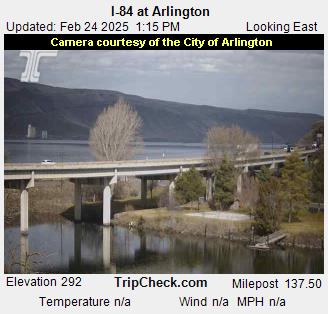 I-84 at Arlington
Updated: Feb 24 2025 1:15 PM Looking East
Camera courtesy of the City of Arlington
Elevation 292 TripCheck.com Milepost 137.50
Temperature n/a Wind n/a MPH n/a